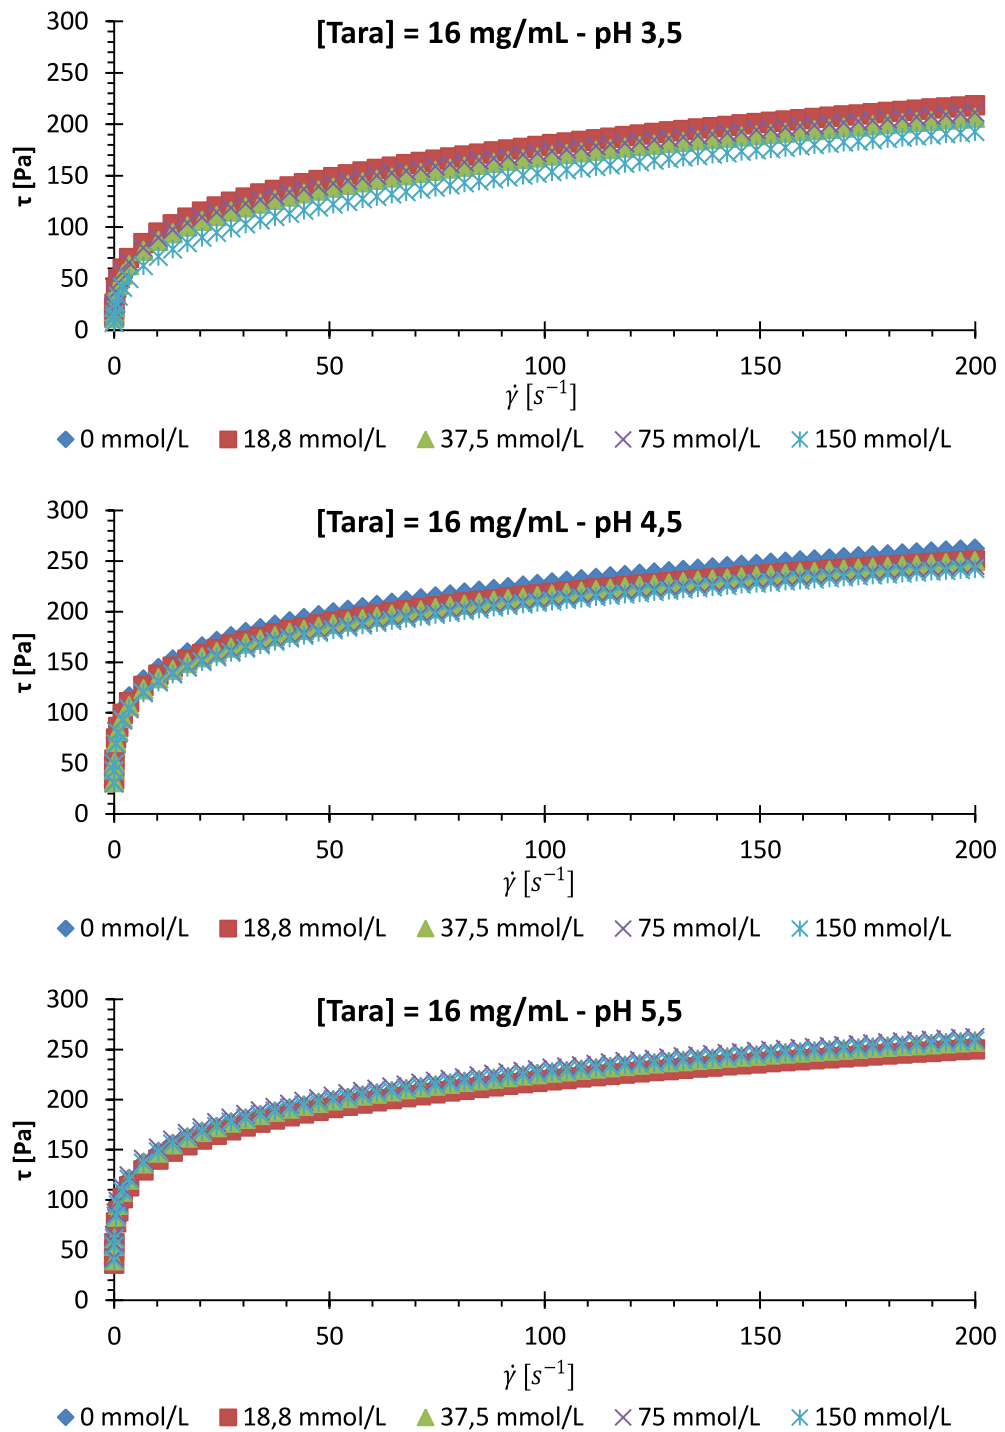 [Tara] = 16 mg/mL - pH 3,5
300
250
200
150
100
50
0
τ [Pa]
0 50 100 150 200
γ̇ [s⁻¹]
0 mmol/L 18,8 mmol/L 37,5 mmol/L 75 mmol/L 150 mmol/L
[Tara] = 16 mg/mL - pH 4,5
300
250
200
150
100
50
0
τ [Pa]
0 50 100 150 200
γ̇ [s⁻¹]
0 mmol/L 18,8 mmol/L 37,5 mmol/L 75 mmol/L 150 mmol/L
[Tara] = 16 mg/mL - pH 5,5
300
250
200
150
100
50
0
τ [Pa]
0 50 100 150 200
γ̇ [s⁻¹]
0 mmol/L 18,8 mmol/L 37,5 mmol/L 75 mmol/L 150 mmol/L